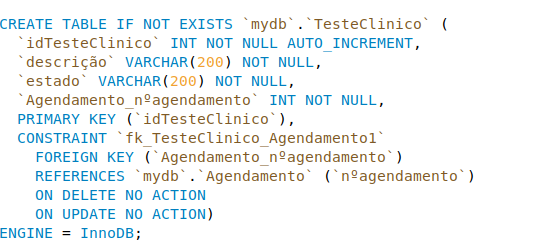 CREATE TABLE IF NOT EXISTS `mydb`.`TesteClinico` (
  `idTesteClinico` INT NOT NULL AUTO_INCREMENT,
  `descrição` VARCHAR(200) NOT NULL,
  `estado` VARCHAR(200) NOT NULL,
  `Agendamento_nºagendamento` INT NOT NULL,
  PRIMARY KEY (`idTesteClinico`),
  CONSTRAINT `fk_TesteClinico_Agendamento1`
    FOREIGN KEY (`Agendamento_nºagendamento`)
    REFERENCES `mydb`.`Agendamento` (`nºagendamento`)
    ON DELETE NO ACTION
    ON UPDATE NO ACTION)
ENGINE = InnoDB;